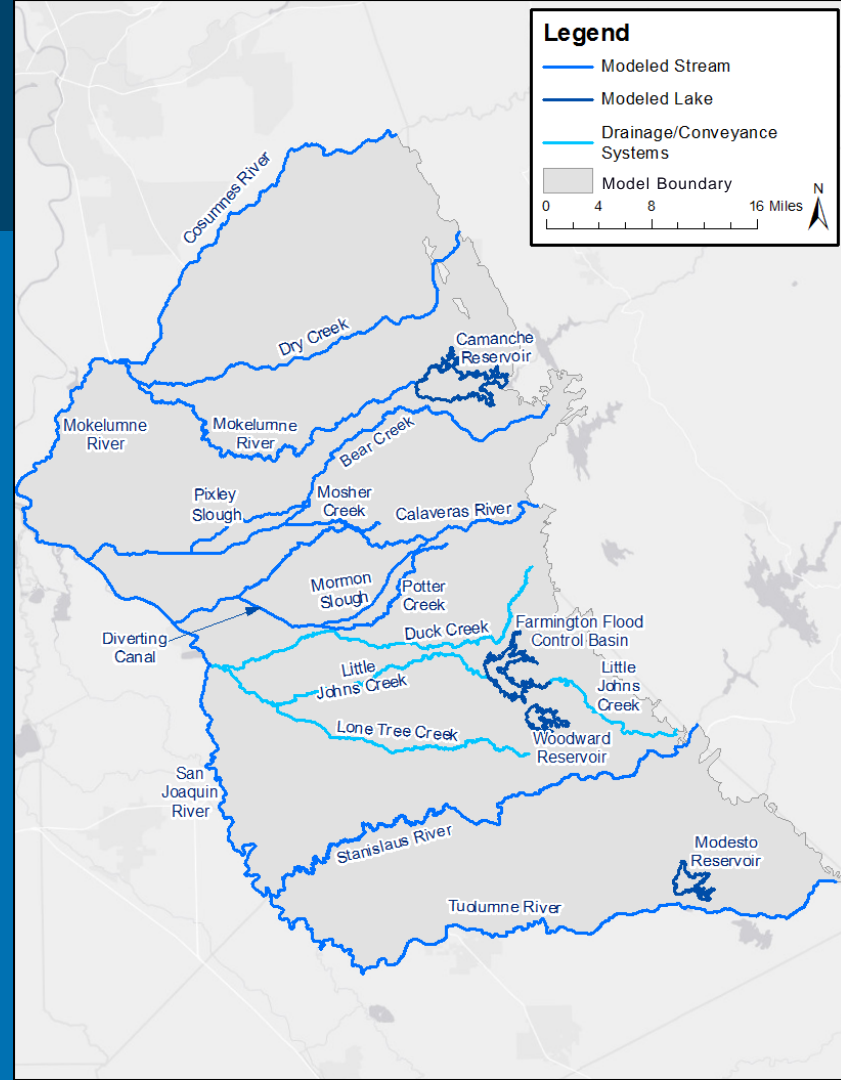 Legend
Modeled Stream
Modeled Lake
Drainage/Conveyance
Systems
Model Boundary
N
0 4 8 16 Miles
Cosumnes River
Dry Creek
Camanche
Reservoir
Mokelumne
River
Mokelumne
River
Bear Creek
Pixley
Slough
Mosher
Creek
Calaveras River
Mormon
Slough
Potter
Creek
Diverting
Canal
Duck Creek
Farmington Flood
Control Basin
Little
Johns Creek
Little
Johns
Creek
Lone Tree Creek
Woodward
Reservoir
San
Joaquin
River
Stanislaus River
Modesto
Reservoir
Tuolumne River